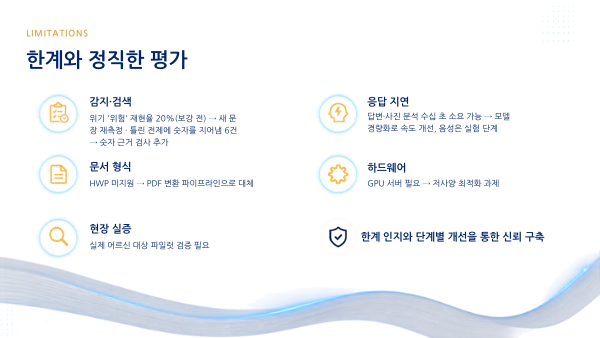 LIMITATIONS
한계와 정직한 평가
감지·검색
위기 '위험' 재현율 20%(보강 전) → 새 문
장 재측정 · 틀린 전제에 숫자를 지어냄 6건
→ 숫자 근거 검사 추가
문서 형식
HWP 미지원 → PDF 변환 파이프라인으로 대체
현장 실증
실제 어르신 대상 파일럿 검증 필요
응답 지연
답변·사진 분석 수십 초 소요 가능 → 모델
경량화로 속도 개선, 음성은 실험 단계
하드웨어
GPU 서버 필요 → 저사양 최적화 과제
한계 인지와 단계별 개선을 통한 신뢰 구축